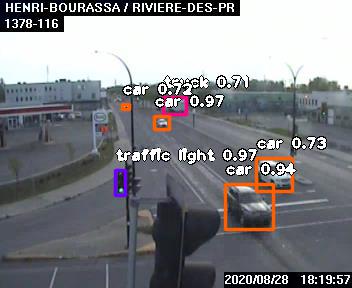 HENRI-BOURASSA / RIVIERE-DES-PR
1378-116
truck 0.71
car 0.72
car 0.97
car 0.73
traffic light 0.97
car 0.94
2020/08/28 18:19:57